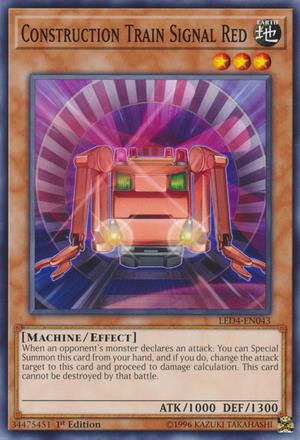 Construction Train Signal Red
EARTH
地
LED4-EN043
[Machine/Effect]
When an opponent's monster declares an attack: You can Special
Summon this card from your hand, and if you do, change the attack
target to this card and proceed to damage calculation. This card
cannot be destroyed by that battle.
ATK/1000 DEF/1300
34475451 1st Edition ©1996 KAZUKI TAKAHASHI